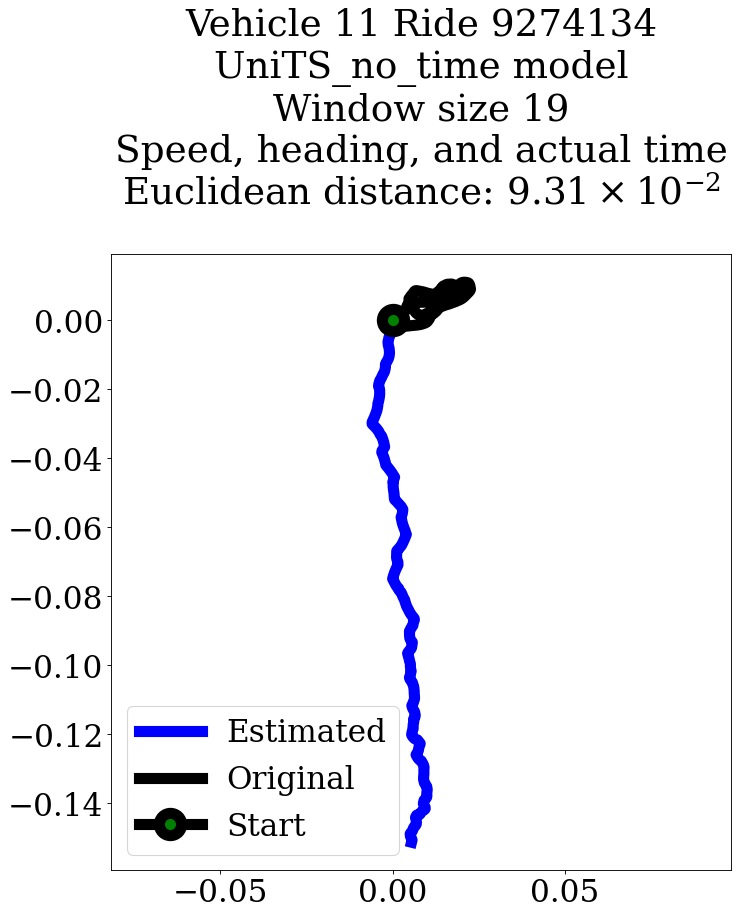 Vehicle 11 Ride 9274134
UniTS_no_time model
Window size 19
Speed, heading, and actual time
Euclidean distance: 9.31 × 10⁻²
0.00
−0.02
−0.04
−0.06
−0.08
−0.10
−0.12
−0.14
Estimated
Original
Start
−0.05
0.00
0.05